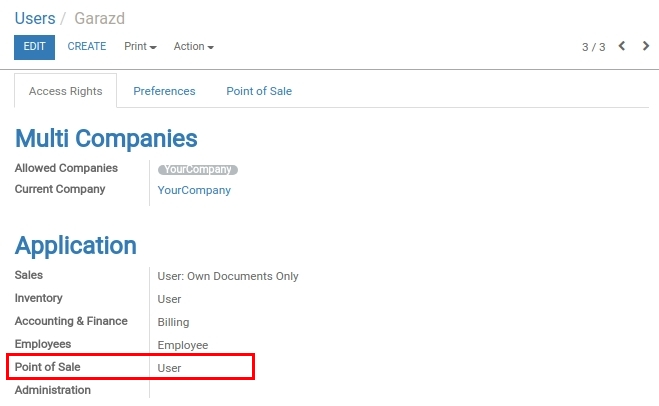 Users / Garazd
EDIT CREATE Print Action 3 / 3
Access Rights Preferences Point of Sale
Multi Companies
Allowed Companies YourCompany
Current Company YourCompany
Application
Sales User: Own Documents Only
Inventory User
Accounting & Finance Billing
Employees Employee
Point of Sale User
Administration